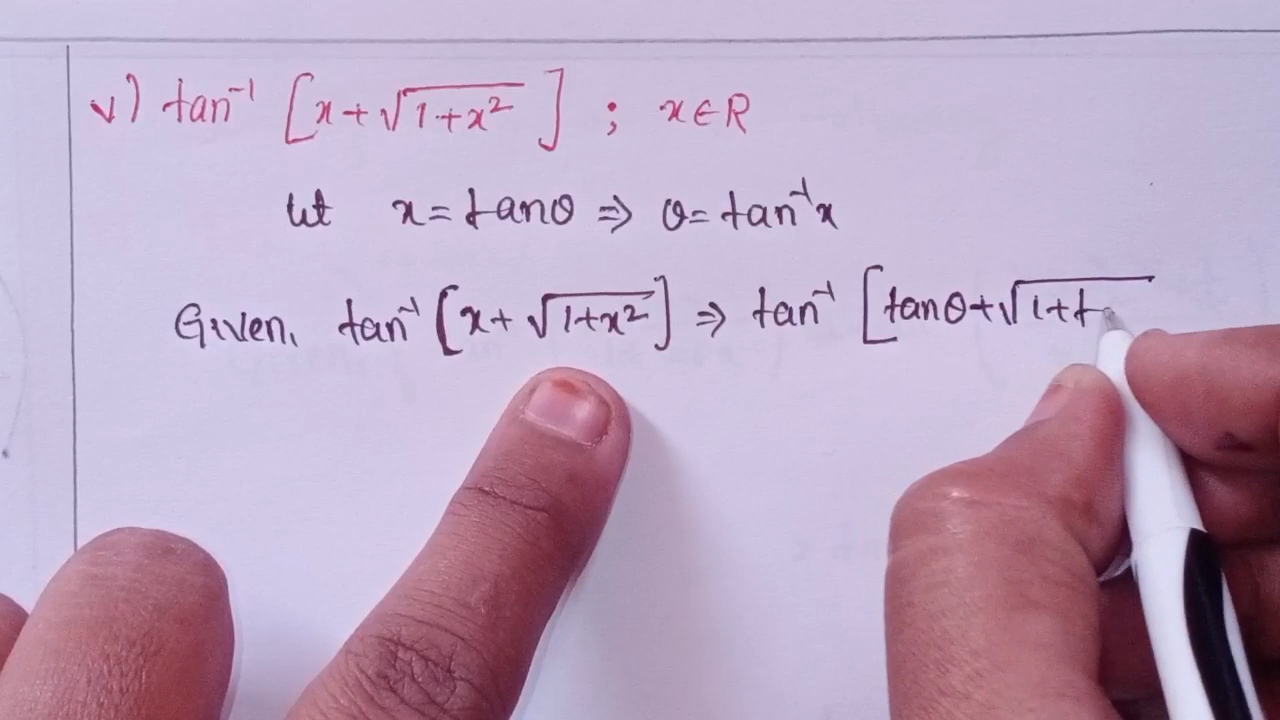 v) tan⁻¹ [x+√1+x²] ; x∈R
let x=tanθ ⇒ θ=tan⁻¹x
Given, tan⁻¹ [x+√1+x²] ⇒ tan⁻¹ [tanθ+√1+t